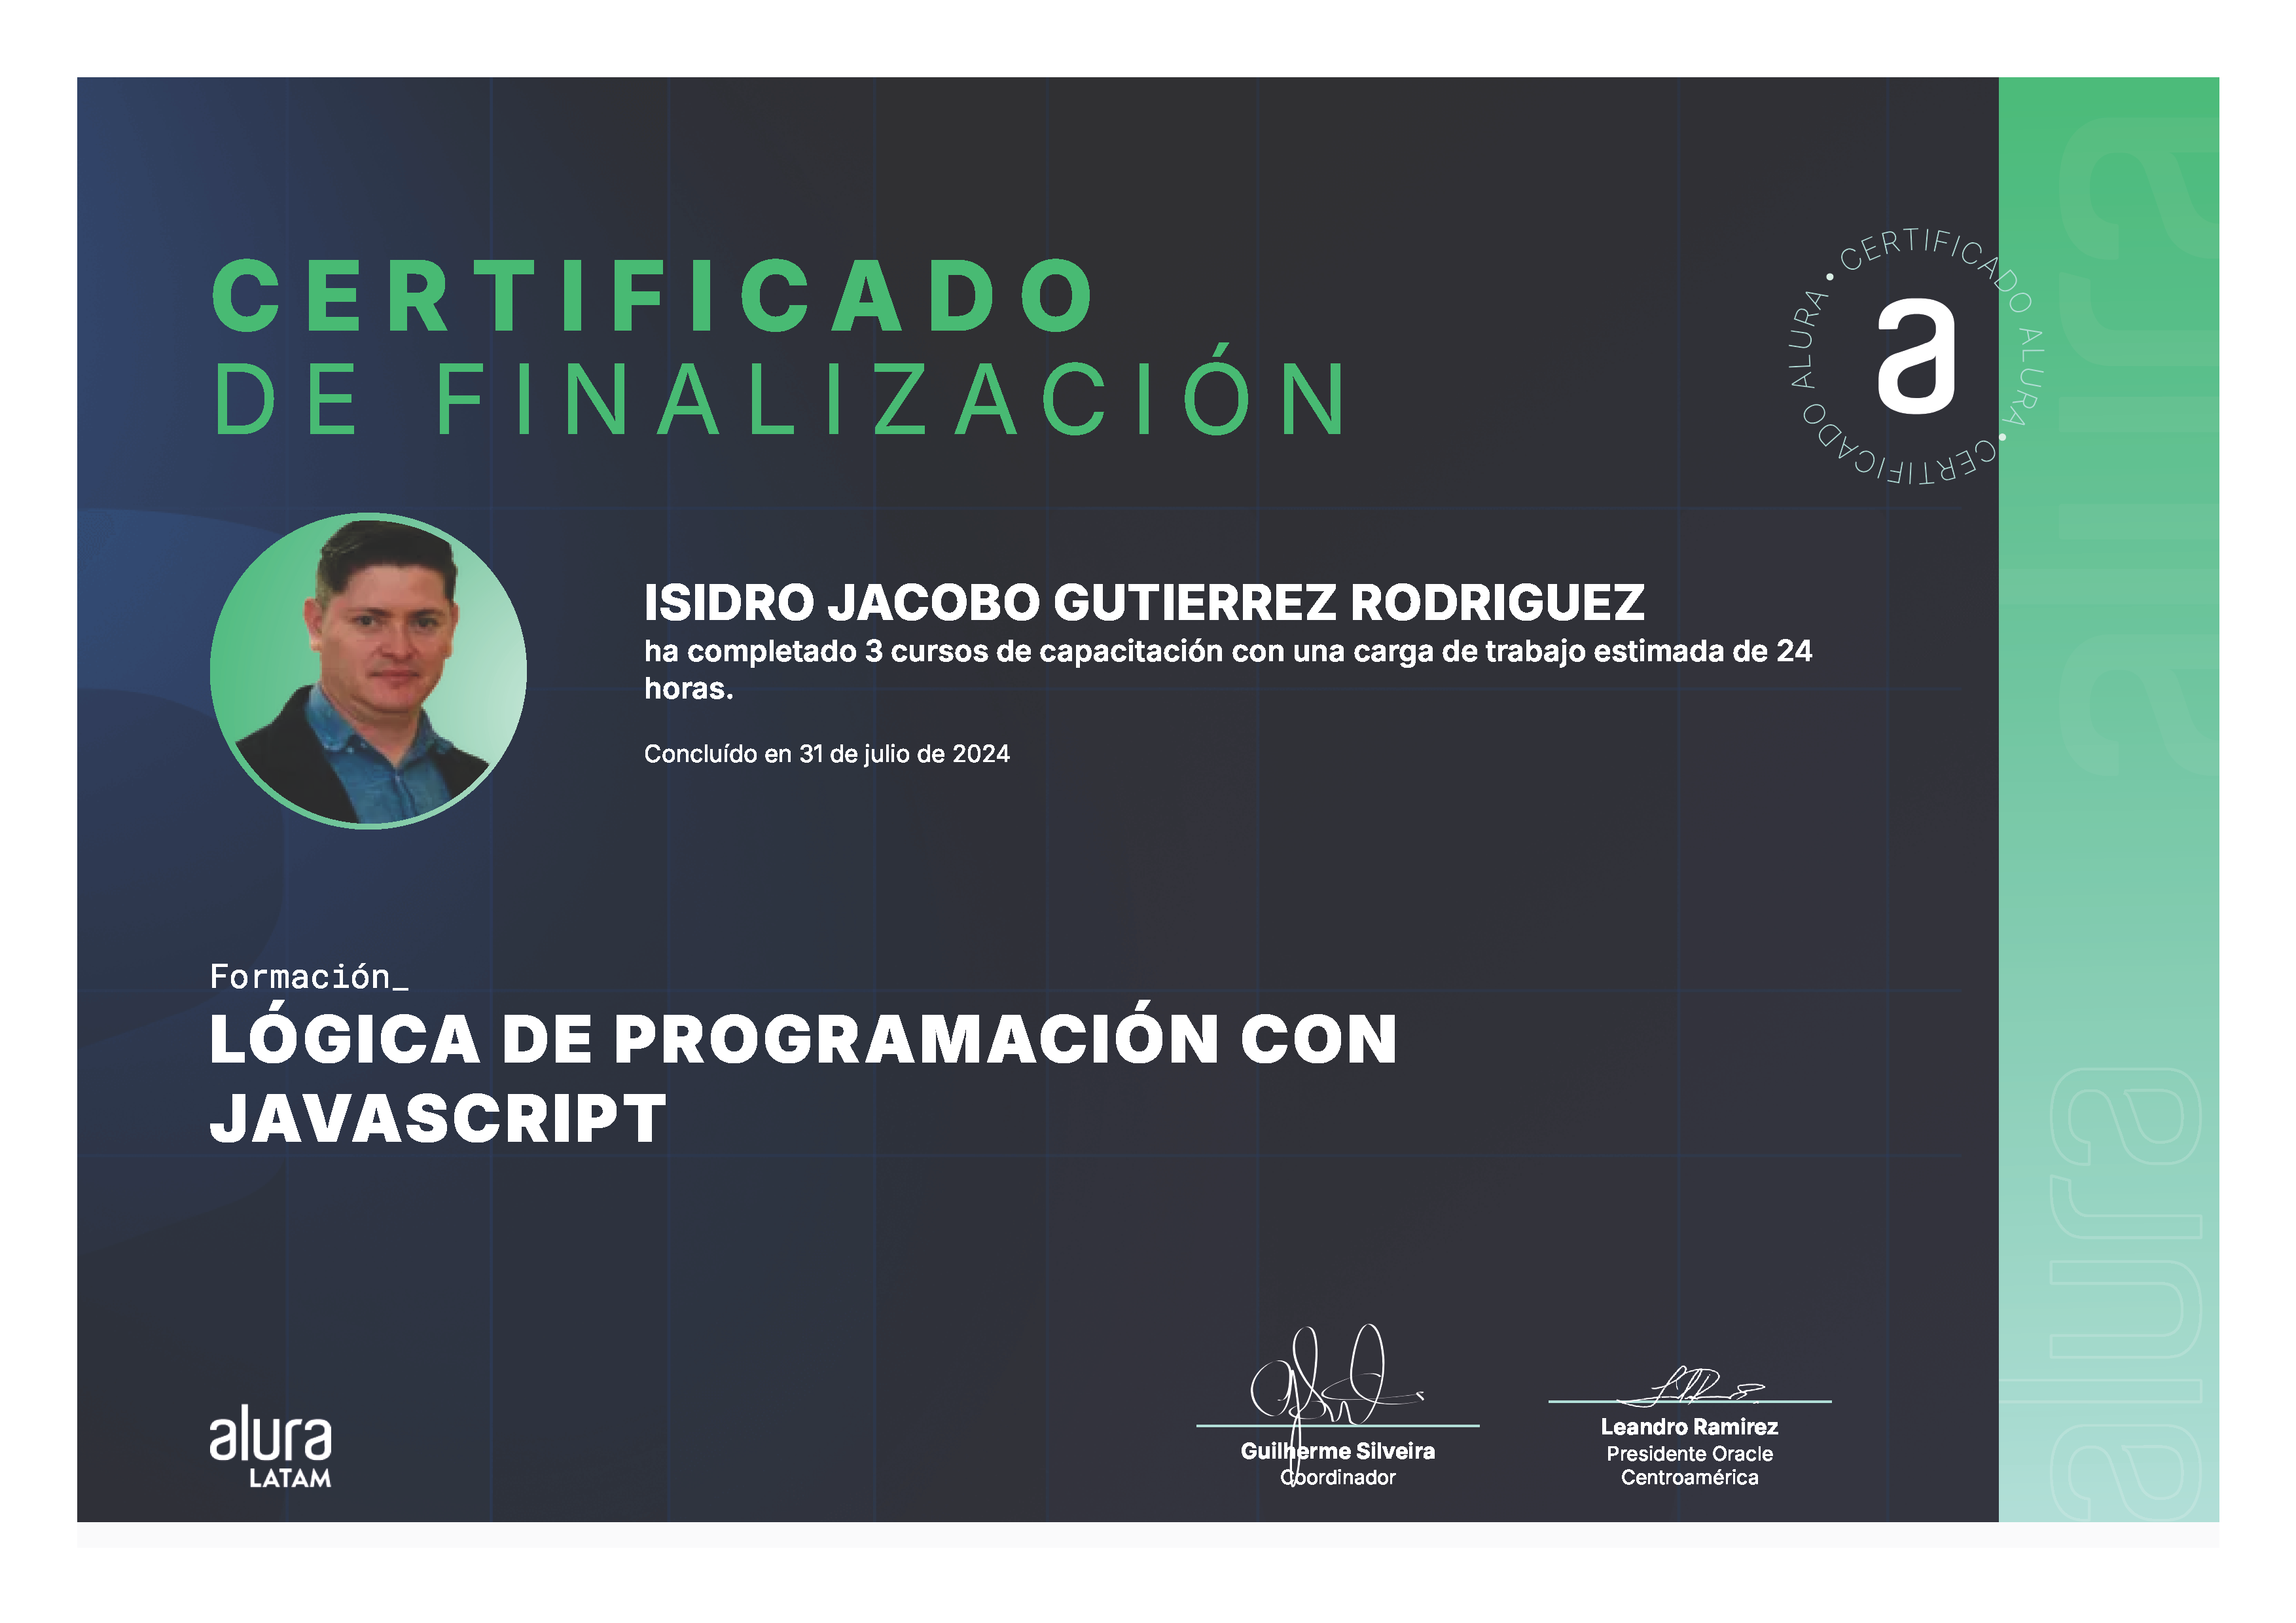 CERTIFICADO
DE FINALIZACIÓN
CERTIFICADO ALURA • CERTIFICADO ALURA •
a
ISIDRO JACOBO GUTIERREZ RODRIGUEZ
ha completado 3 cursos de capacitación con una carga de trabajo estimada de 24
horas.
Concluído en 31 de julio de 2024
Formación_
LÓGICA DE PROGRAMACIÓN CON
JAVASCRIPT
alura
LATAM
Guilherme Silveira
Coordinador
Leandro Ramirez
Presidente Oracle
Centroamérica
alura
alura